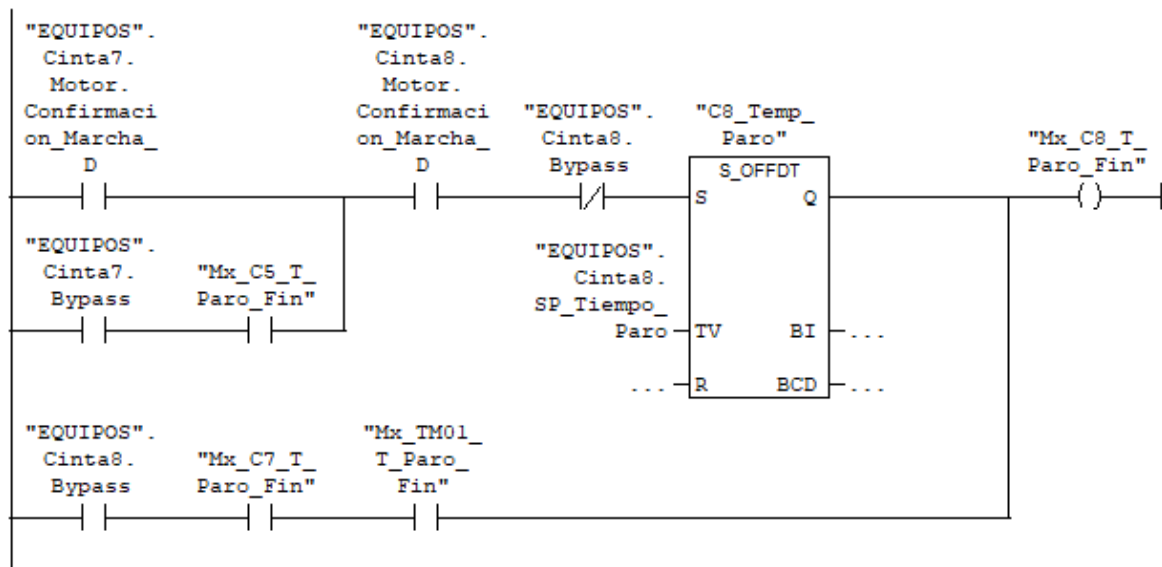 "EQUIPOS".
Cinta7.
Motor.
Confirmaci
on_Marcha_
D
"EQUIPOS".
Cinta8.
Motor.
Confirmaci
on_Marcha_
D
"EQUIPOS".
Cinta8.
Bypass
"C8_Temp_
Paro"
S_OFFDT
S
Q
"Mx_C8_T_
Paro_Fin"
"EQUIPOS".
Cinta7.
Bypass
"Mx_C5_T_
Paro_Fin"
"EQUIPOS".
Cinta8.
SP_Tiempo_
Paro
TV
BI
...
...
R
BCD
...
"EQUIPOS".
Cinta8.
Bypass
"Mx_C7_T_
Paro_Fin"
"Mx_TM01_
T_Paro_
Fin"